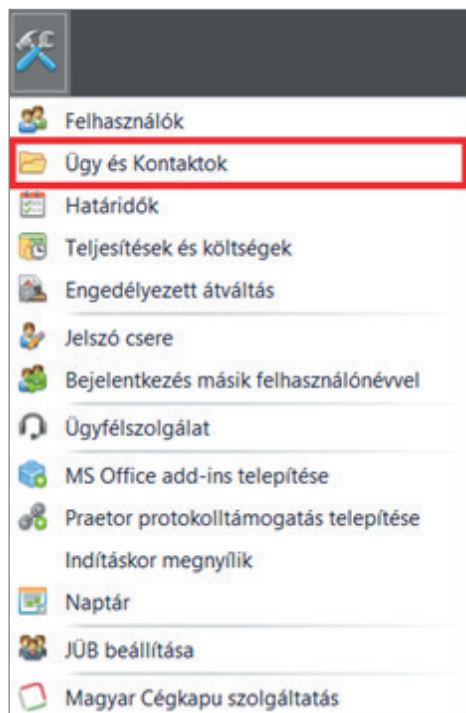 Felhasználók
Ügy és Kontaktok
Határidők
Teljesítések és költségek
Engedélyezett átváltás
Jelszó csere
Bejelentkezés másik felhasználónévvel
Ügyfélszolgálat
MS Office add-ins telepítése
Praetor protokolltámogatás telepítése
Indításkor megnyílik
Naptár
JÜB beállítása
Magyar Cégkapu szolgáltatás